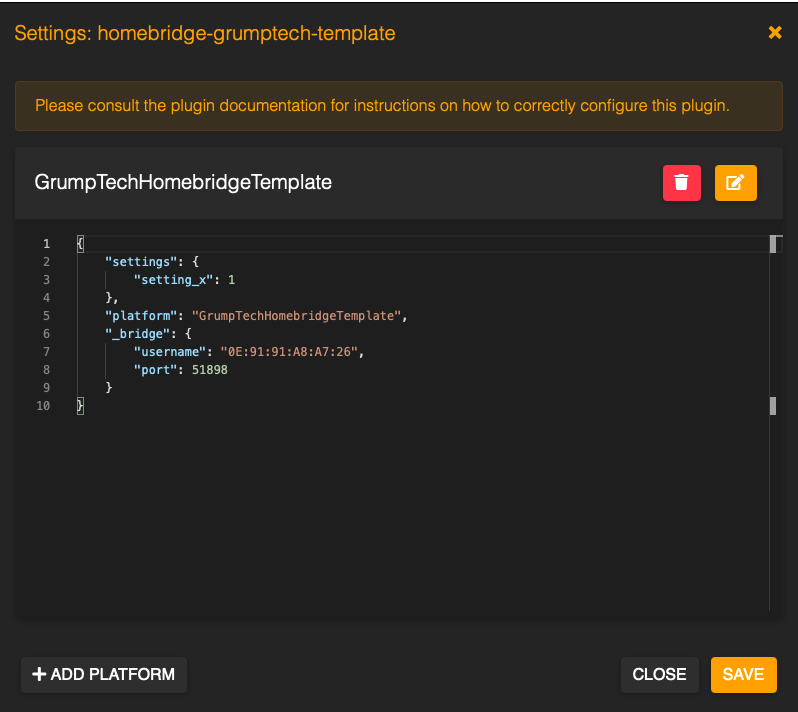 Settings: homebridge-grumptech-template
Please consult the plugin documentation for instructions on how to correctly configure this plugin.
GrumpTechHomebridgeTemplate
1 {
2 "settings": {
3 "setting_x": 1
4 },
5 "platform": "GrumpTechHomebridgeTemplate",
6 "_bridge": {
7 "username": "0E:91:91:A8:A7:26",
8 "port": 51898
9 }
10 }
ADD PLATFORM CLOSE SAVE